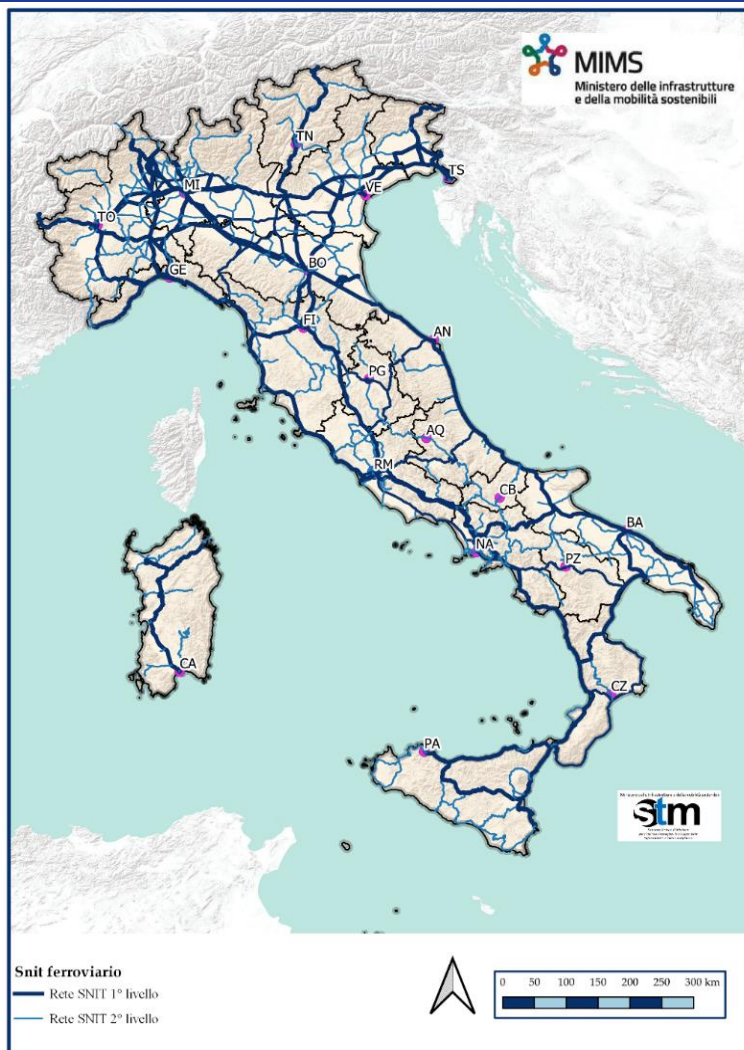 MIMS
Ministero delle infrastrutture
e della mobilità sostenibili
TN
TS
MI
VE
TO
BO
GE
FI
AN
PG
AQ
RM
CB
BA
NA
PZ
CA
CZ
PA
stm
Snit ferroviario
Rete SNIT 1° livello
Rete SNIT 2° livello
0 50 100 150 200 250 300 km